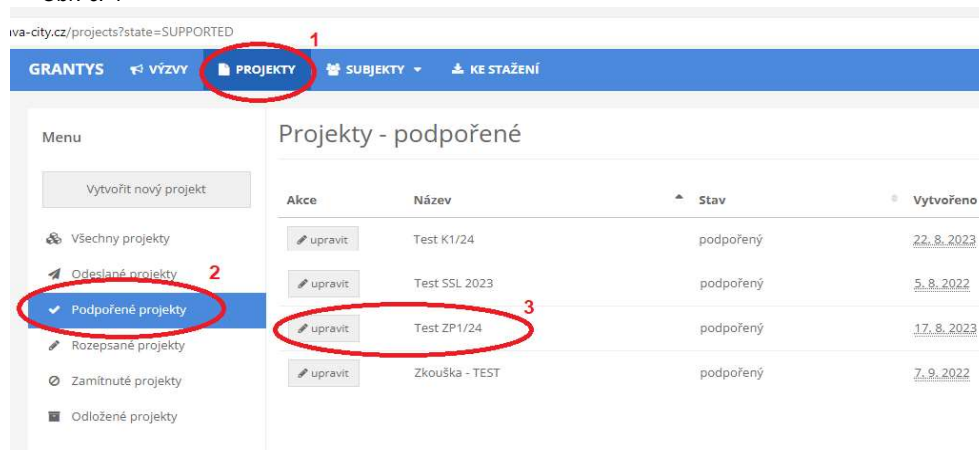 va-city.cz/projects?state=SUPPORTED
1
GRANTYS VÝZVY PROJEKTY SUBJEKTY KE STAŽENÍ
Menu
Projekty - podpořené
Vytvořit nový projekt
Akce Název Stav Vytvořeno
Všechny projekty
upravit Test K1/24 podpořený 22. 8. 2023
Odeslané projekty
2
upravit Test SSL 2023 podpořený 5. 8. 2022
Podpořené projekty
3
upravit Test ZP1/24 podpořený 17. 8. 2023
Rozepsané projekty
upravit Zkouška - TEST podpořený 7. 9. 2022
Zamítnuté projekty
Odložené projekty